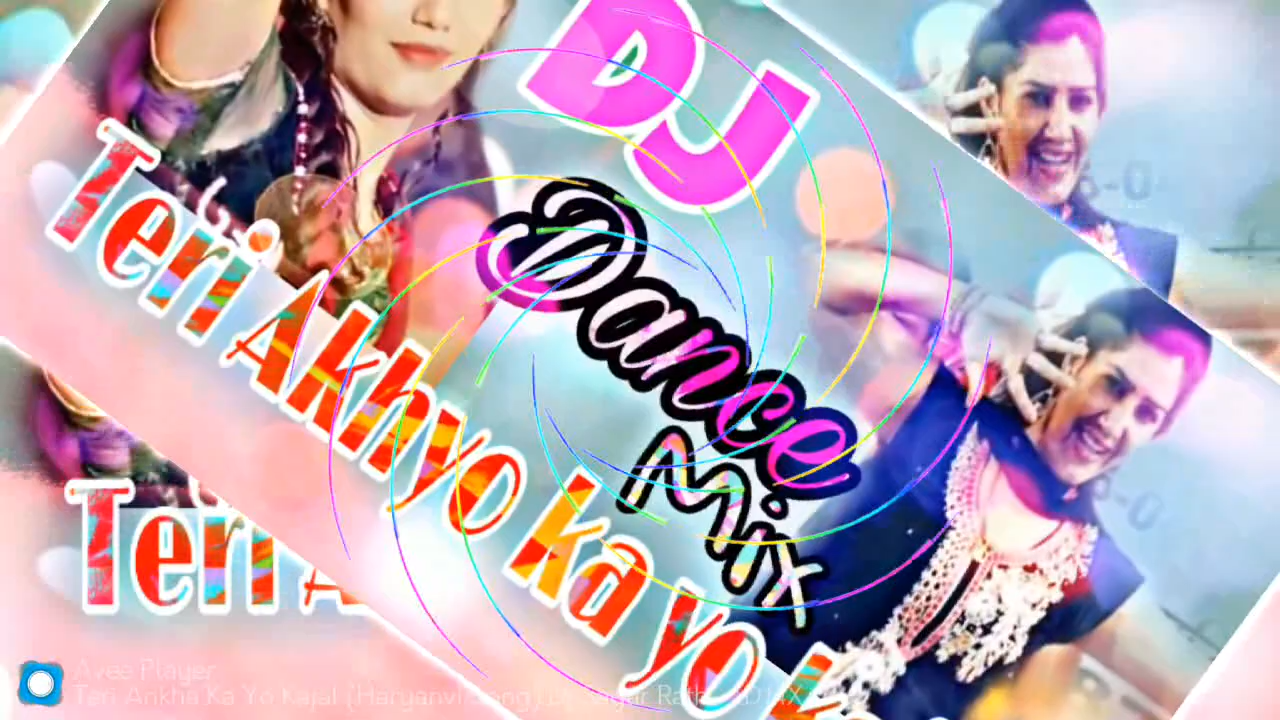 DJ
Dance
Mix
Teri Akhyo ka yo
Teri A
Avee Player
Teri Ankha Ka Yo Kajal (Haryanvi Song)